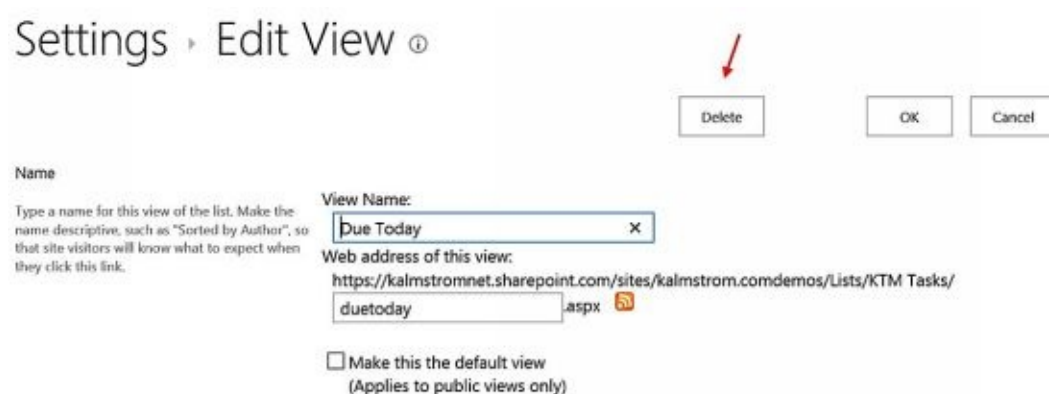 Settings › Edit View
Delete
OK
Cancel
Name
Type a name for this view of the list. Make the
name descriptive, such as "Sorted by Author", so
that site visitors will know what to expect when
they click this link.
View Name:
Due Today
Web address of this view:
https://kalmstromnet.sharepoint.com/sites/kalmstrom.comdemos/Lists/KTM Tasks/
duetoday .aspx
Make this the default view
(Applies to public views only)